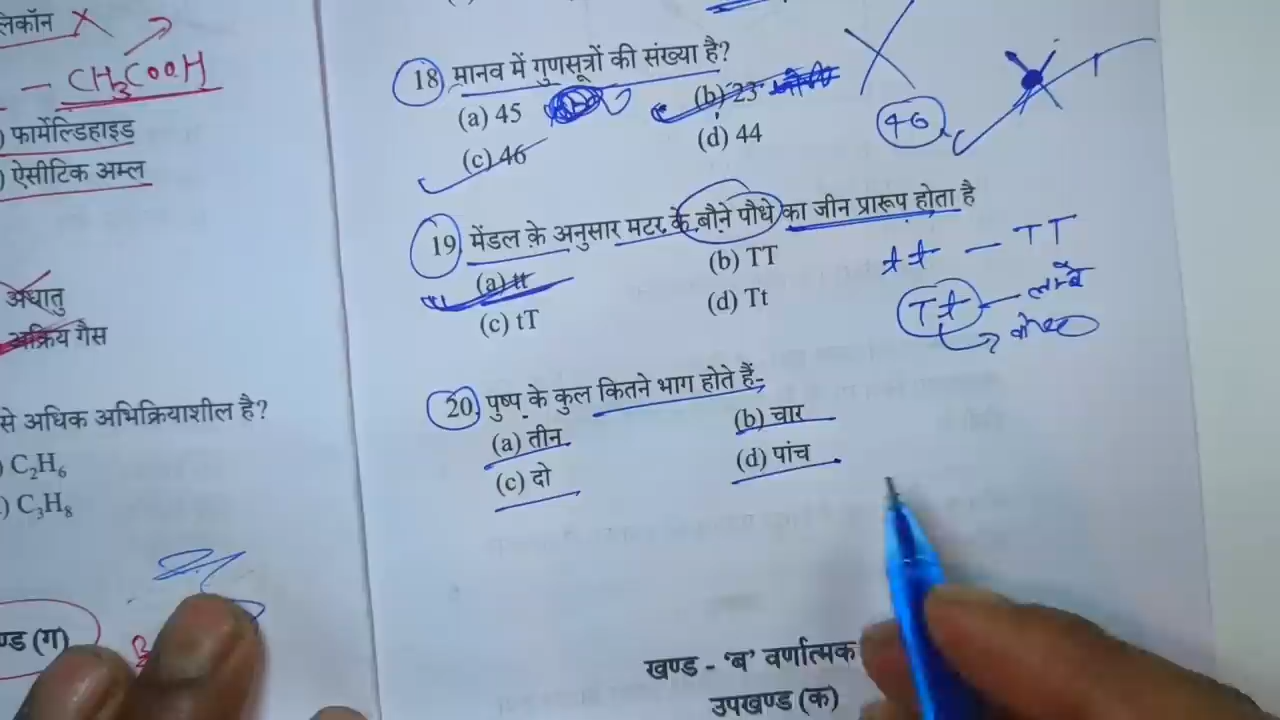 लिकॉन
– CH3COOH
) फार्मेल्डिहाइड
) ऐसीटिक अम्ल
अधातु
अक्रिय गैस
से अधिक अभिक्रियाशील है?
) C₂H₆
) C₃H₈
ण्ड (ग)
18 मानव में गुणसूत्रों की संख्या है?
(a) 45 (b) 23
(c) 46 (d) 44
46
19 मेंडल के अनुसार मटर के बौने पौधे का जीन प्रारूप होता है
(a) tt (b) TT
(c) tT (d) Tt
tt – TT
Tt – लम्बे
20. पुष्प के कुल कितने भाग होते हैं-
(a) तीन (b) चार
(c) दो (d) पांच
खण्ड - ‘ब’ वर्णात्मक
उपखण्ड (क)